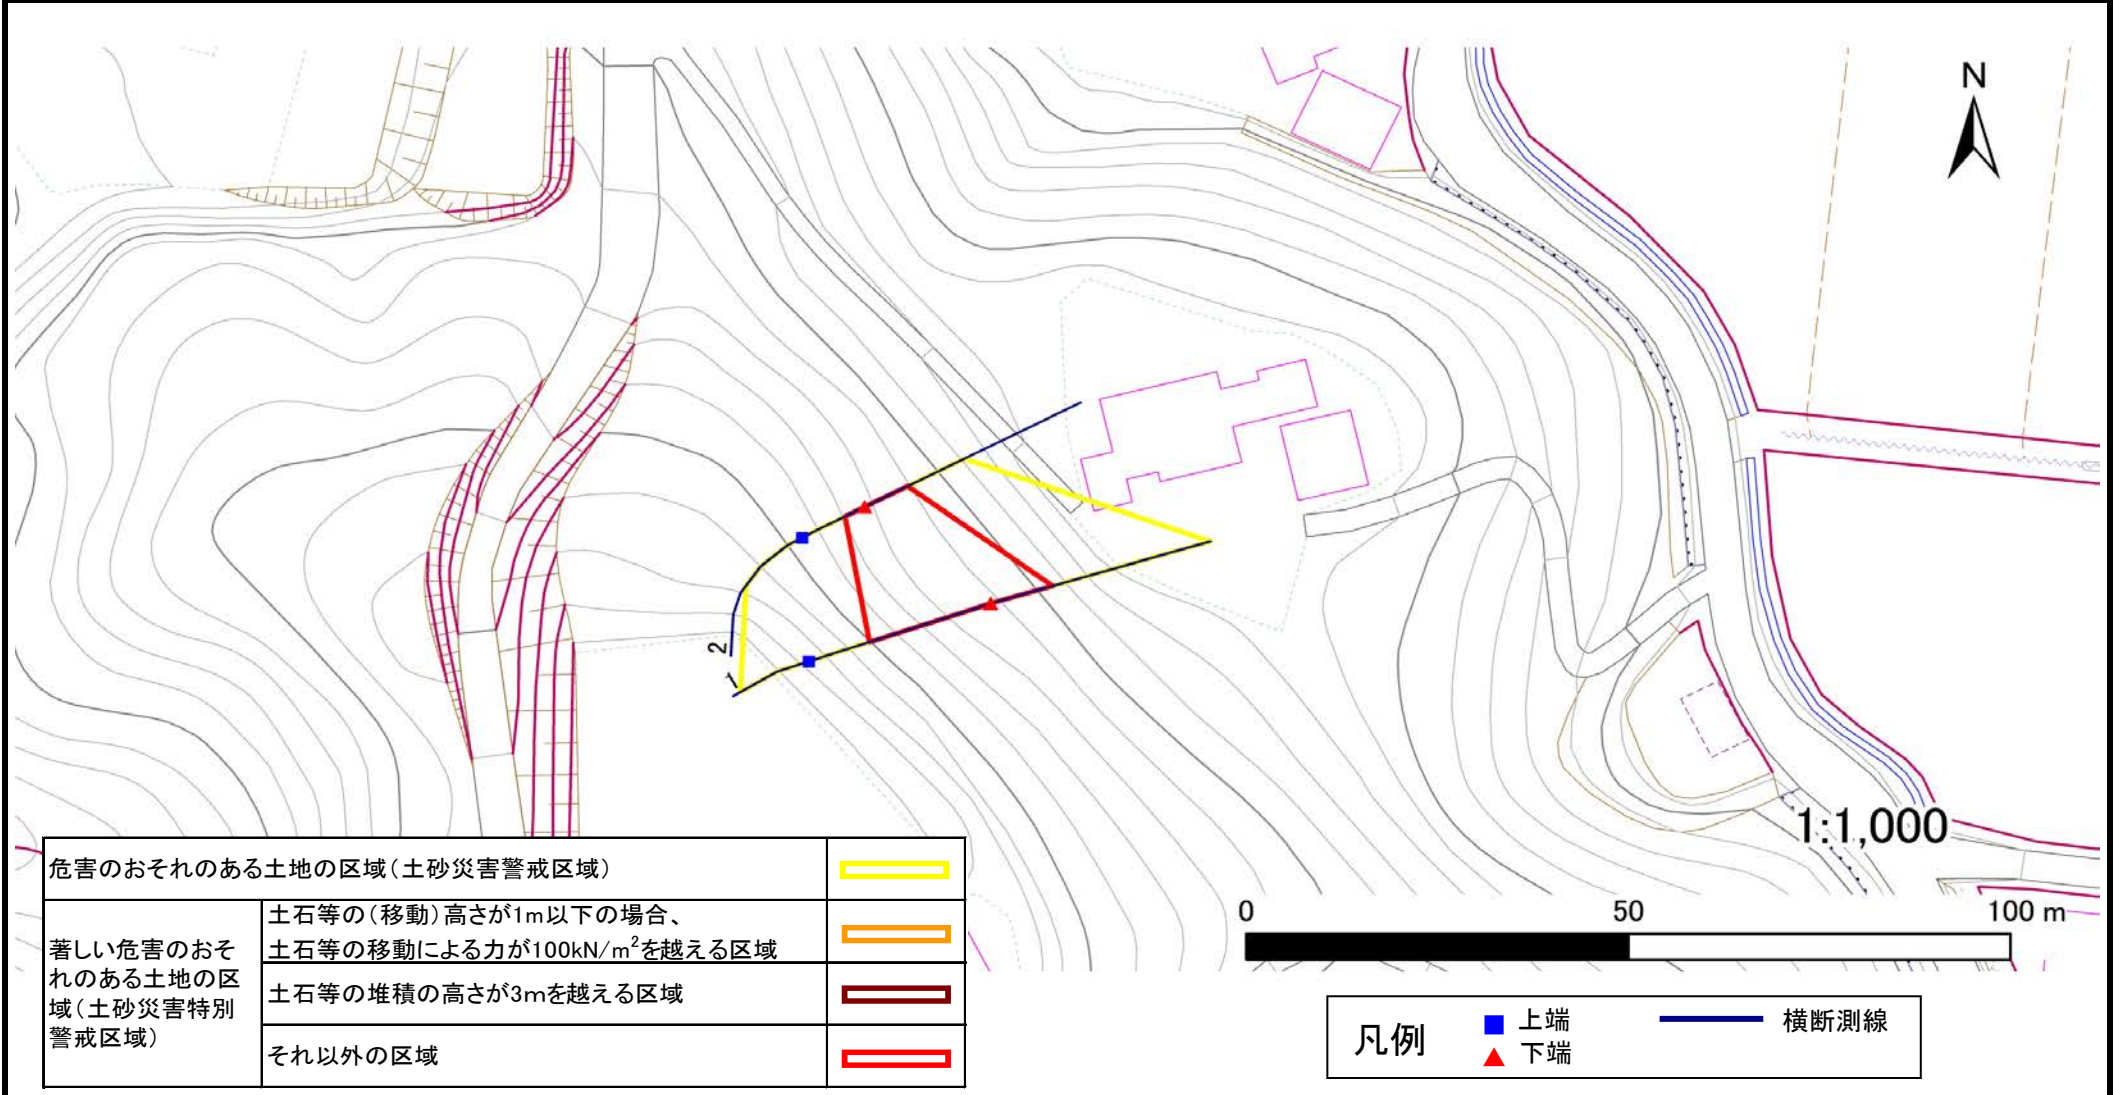 N
2
1
1:1,000
0 50 100 m
危害のおそれのある土地の区域(土砂災害警戒区域)
著しい危害のおそ
れのある土地の区
域(土砂災害特別
警戒区域)
土石等の(移動)高さが1m以下の場合、
土石等の移動による力が100kN/m²を越える区域
土石等の堆積の高さが3mを越える区域
それ以外の区域
凡例
上端
下端
横断測線